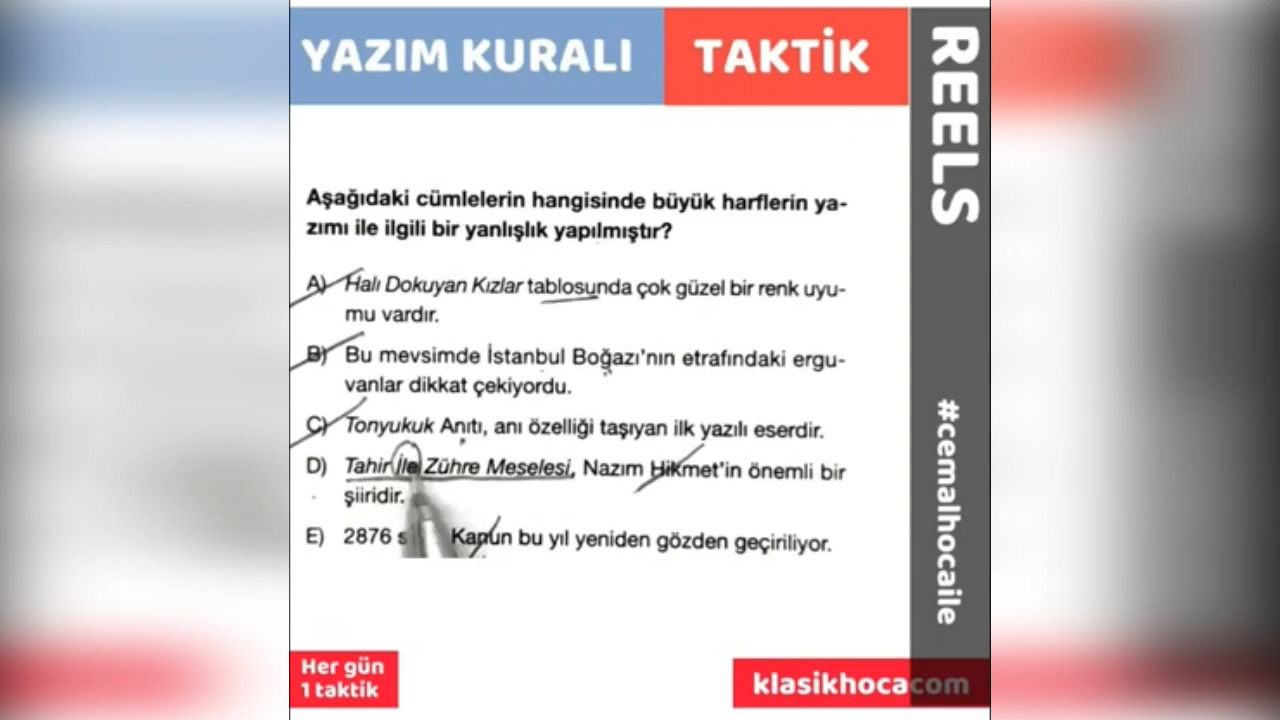 YAZIM KURALI
TAKTİK
REELS
Aşağıdaki cümlelerin hangisinde büyük harflerin ya-
zımı ile ilgili bir yanlışlık yapılmıştır?
A) Halı Dokuyan Kızlar tablosunda çok güzel bir renk uyu-
mu vardır.
B) Bu mevsimde İstanbul Boğazı'nın etrafındaki ergu-
vanlar dikkat çekiyordu.
C) Tonyukuk Anıtı, anı özelliği taşıyan ilk yazılı eserdir.
D) Tahir İle Zühre Meselesi, Nazım Hikmet'in önemli bir
şiiridir.
E) 2876 s Kanun bu yıl yeniden gözden geçiriliyor.
#cemalhocaile
Her gün
1 taktik
klasikhocacom